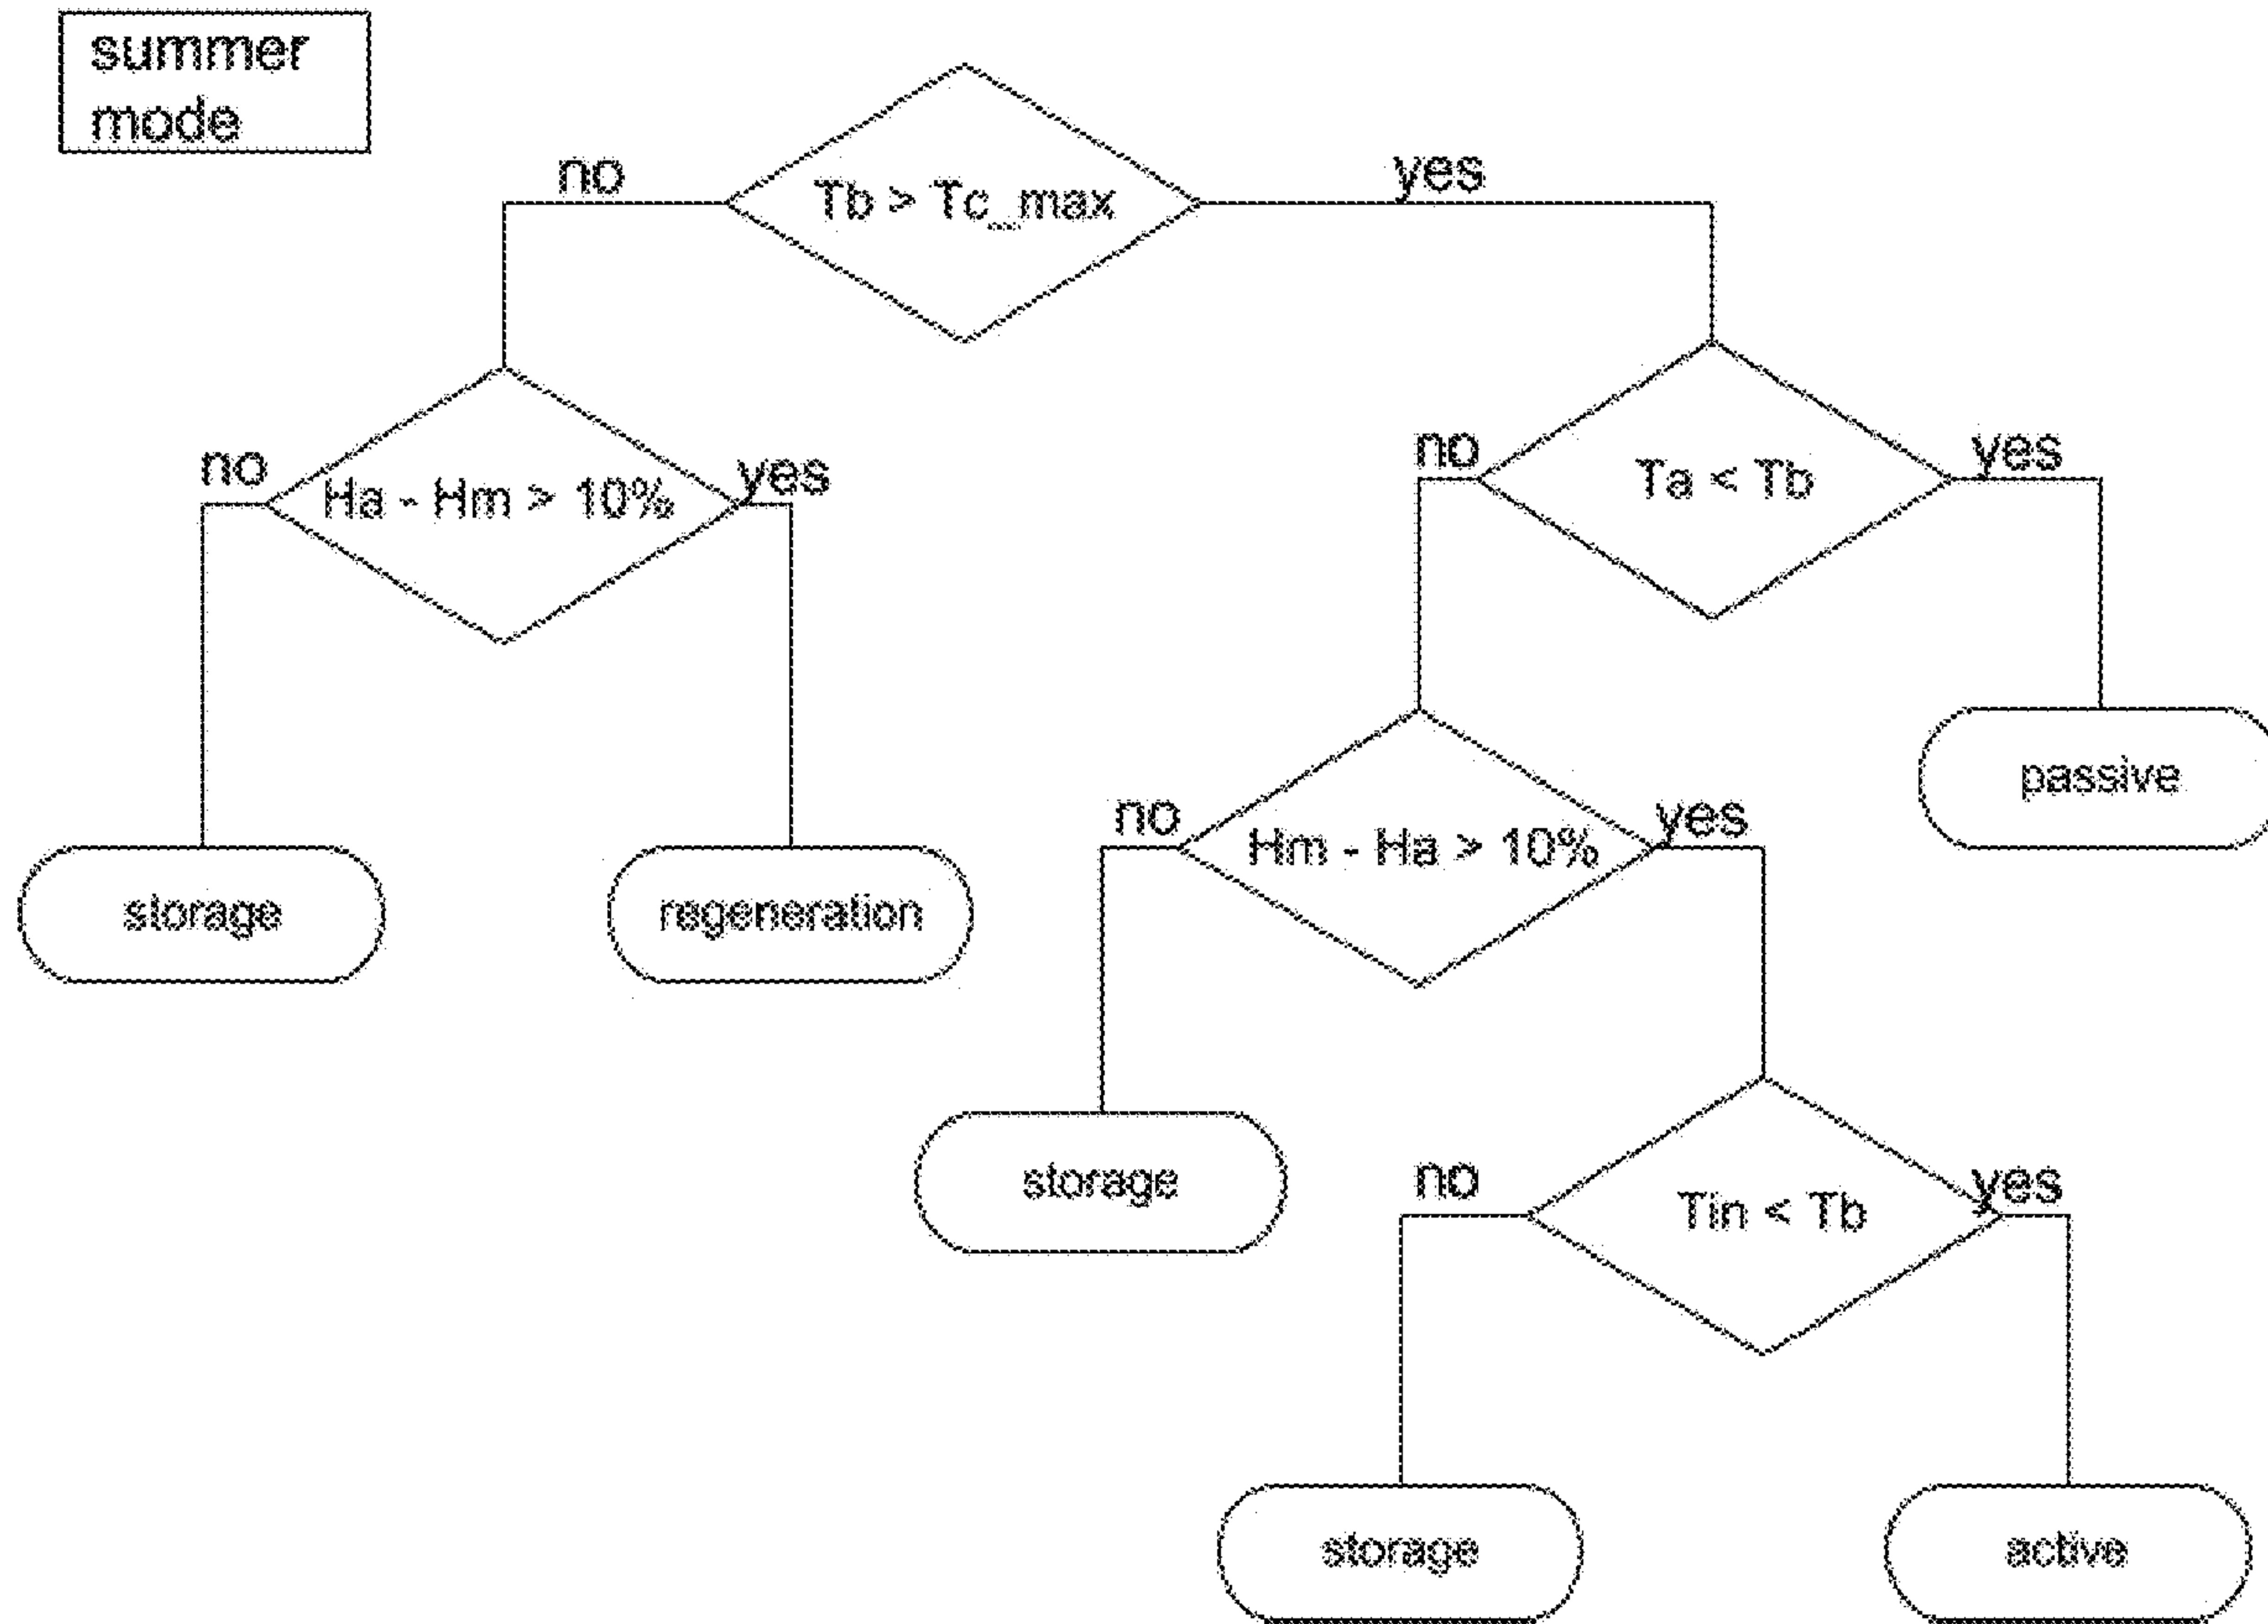 summer
mode
no
yes
Tb > Tc_max
no
yes
Ha - Hm > 10%
no
yes
Ta < Tb
no
yes
Hm - Ha > 10%
passive
storage
regeneration
storage
no
yes
Tin < Tb
storage
active